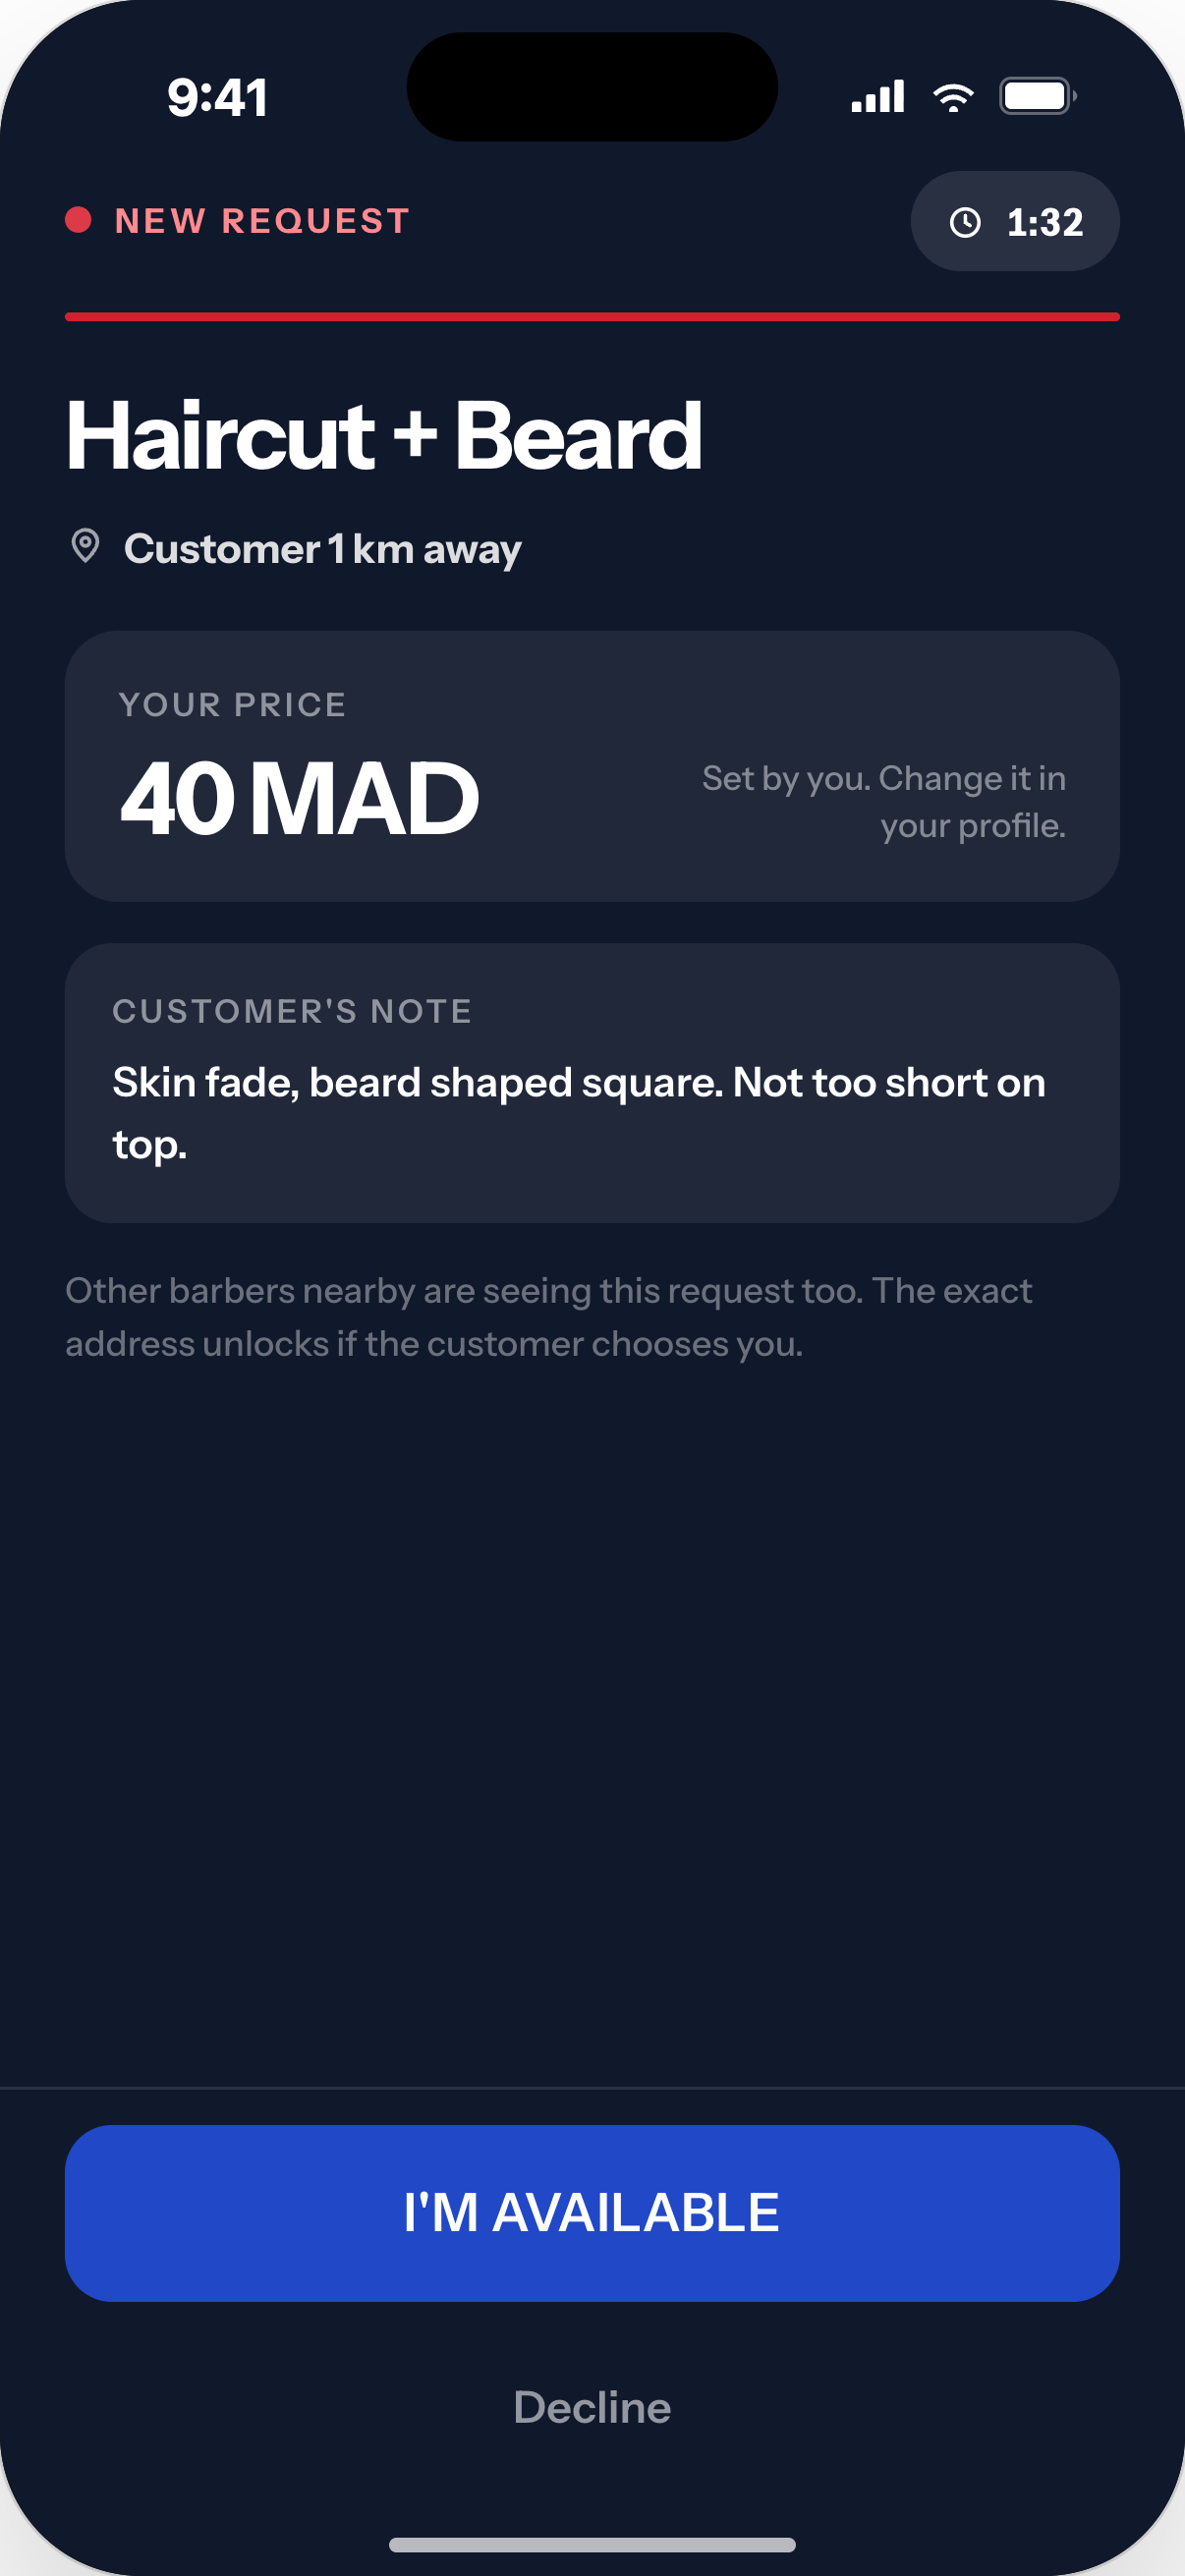 9:41
NEW REQUEST
1:32
Haircut + Beard
Customer 1 km away
YOUR PRICE
40 MAD
Set by you. Change it in
your profile.
CUSTOMER'S NOTE
Skin fade, beard shaped square. Not too short on
top.
Other barbers nearby are seeing this request too. The exact
address unlocks if the customer chooses you.
I'M AVAILABLE
Decline